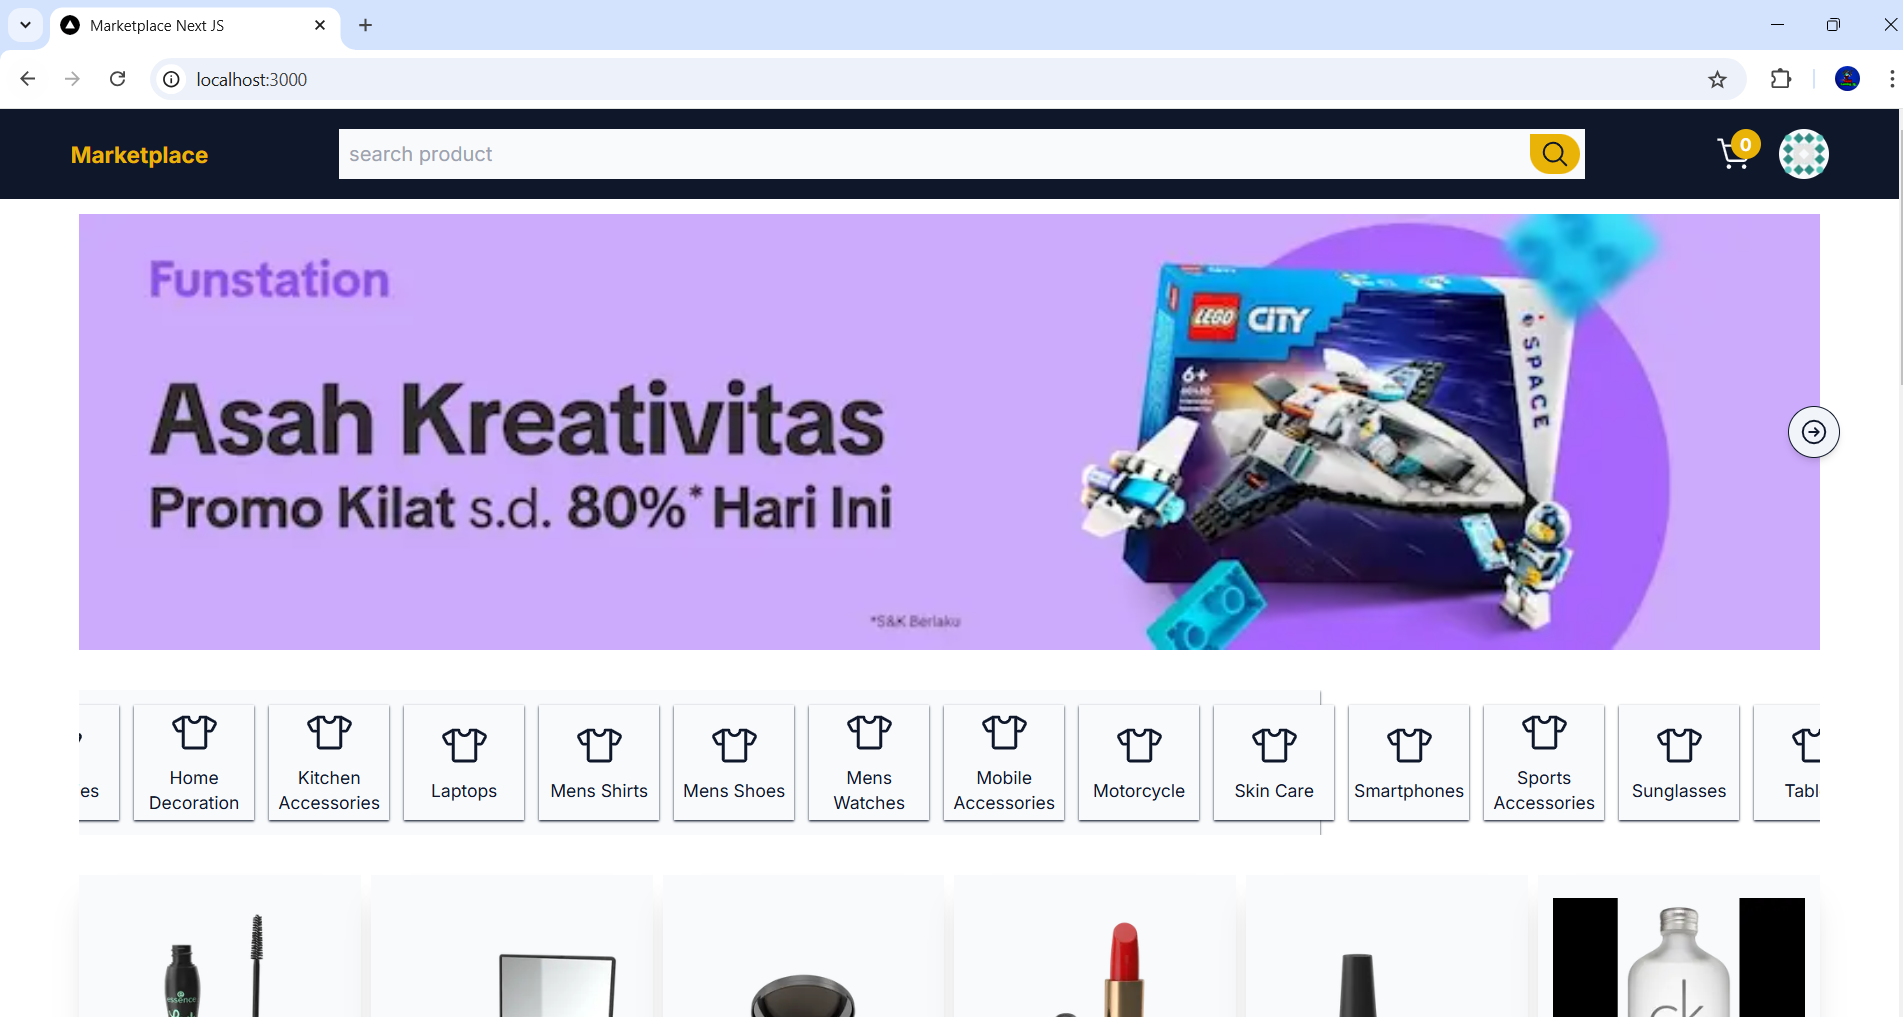 Marketplace Next JS
localhost:3000
Marketplace
search product
0
Funstation
Asah Kreativitas
Promo Kilat s.d. 80%* Hari Ini
*S&K Berlaku
LEGO CITY
6+
SPACE
es
Home
Decoration
Kitchen
Accessories
Laptops
Mens Shirts
Mens Shoes
Mens
Watches
Mobile
Accessories
Motorcycle
Skin Care
Smartphones
Sports
Accessories
Sunglasses
Tabl
essence
ck